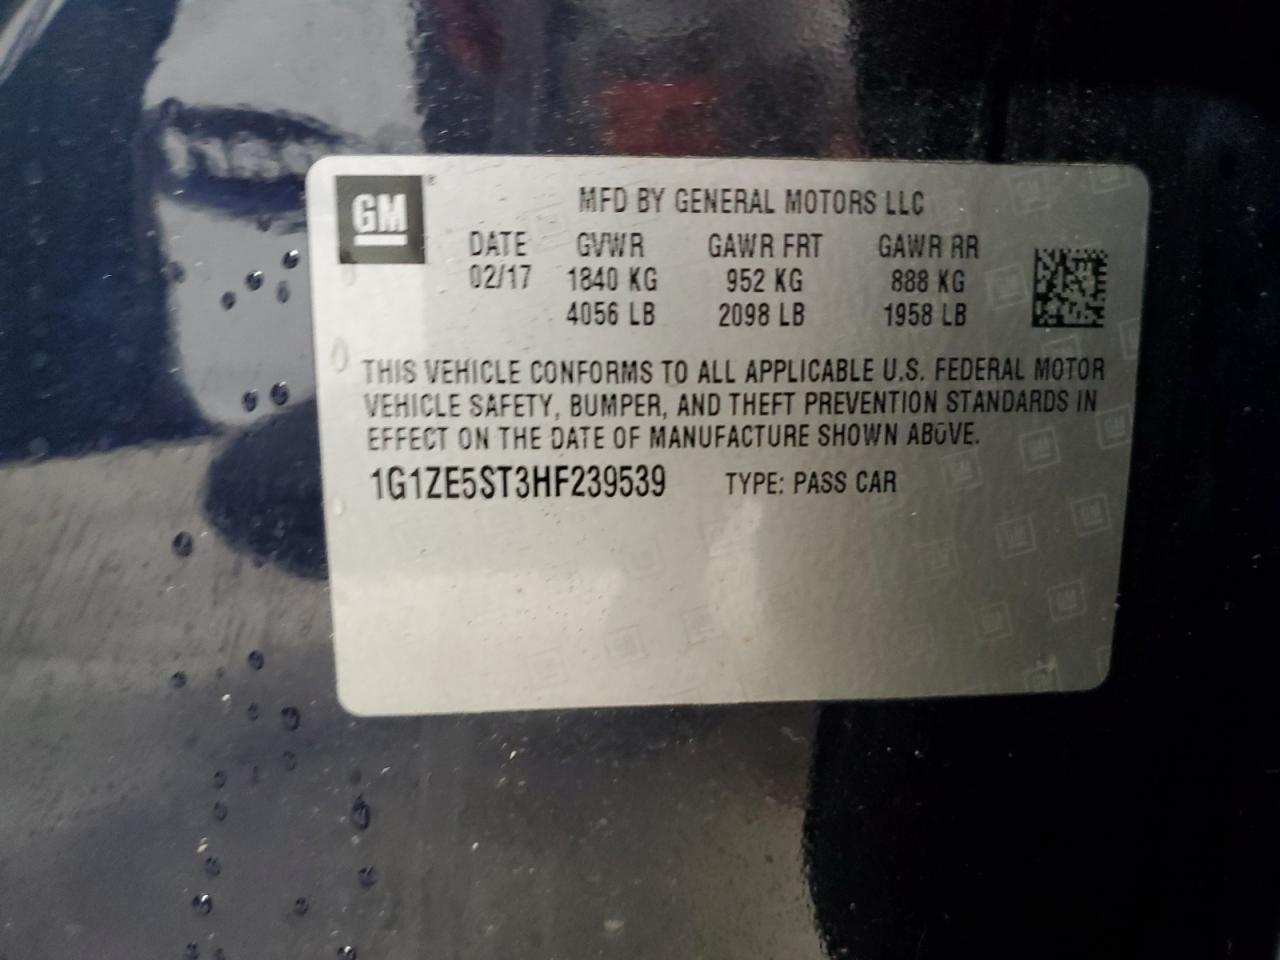 GM®
MFD BY GENERAL MOTORS LLC
DATE GVWR GAWR FRT GAWR RR
02/17 1840 KG 952 KG 888 KG
4056 LB 2098 LB 1958 LB
THIS VEHICLE CONFORMS TO ALL APPLICABLE U.S. FEDERAL MOTOR
VEHICLE SAFETY, BUMPER, AND THEFT PREVENTION STANDARDS IN
EFFECT ON THE DATE OF MANUFACTURE SHOWN ABOVE.
1G1ZE5ST3HF239539 TYPE: PASS CAR